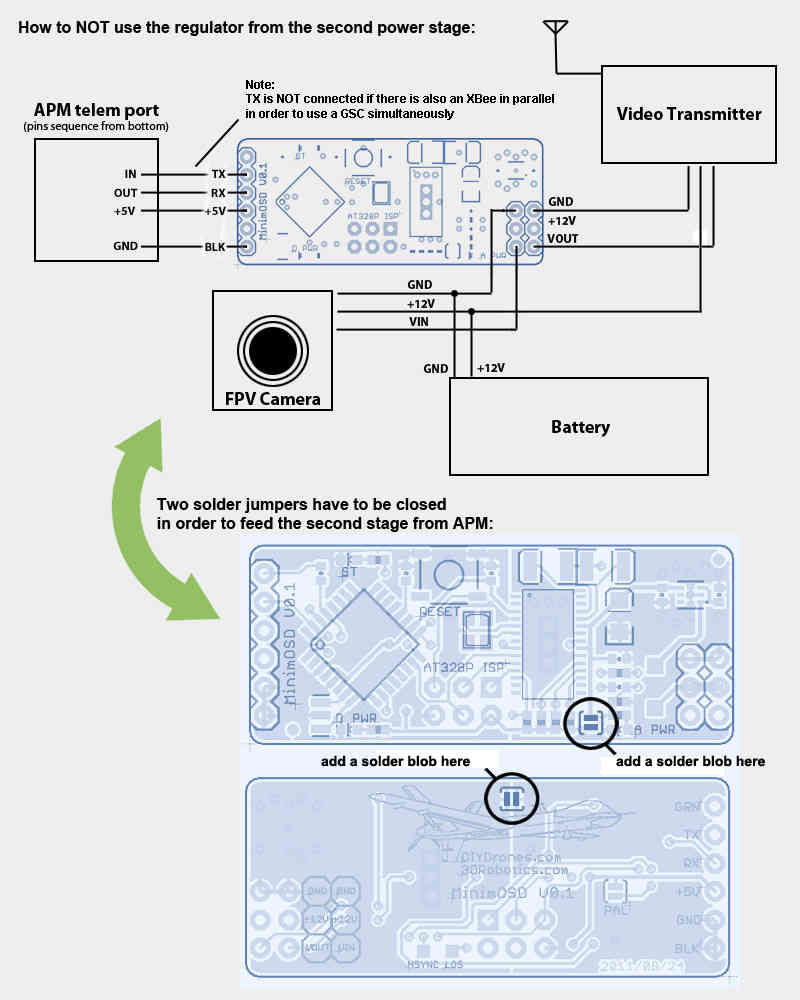 How to NOT use the regulator from the second power stage:
Note:
TX is NOT connected if there is also an XBee in parallel
in order to use a GSC simultaneously
APM telem port
(pins sequence from bottom)
Video Transmitter
IN
TX
OUT
RX
+5V
+5V
GND
BLK
MinimOSD V0.1
ST
RESET
AT328P ISP
D PWR
A PWR
GND
+12V
VOUT
GND
+12V
VIN
FPV Camera
GND
+12V
Battery
Two solder jumpers have to be closed
in order to feed the second stage from APM:
ST
RESET
MinimOSD V0.1
AT328P ISP
D PWR
A PWR
add a solder blob here
add a solder blob here
GRN
TX
RX
+5V
GND
BLK
DIYDrones.com
3DRobotics.com
MinimOSD V0.1
PAL
GND
GND
+12V
+12V
VOUT
VIN
HSYNC LOS
2011/08/24